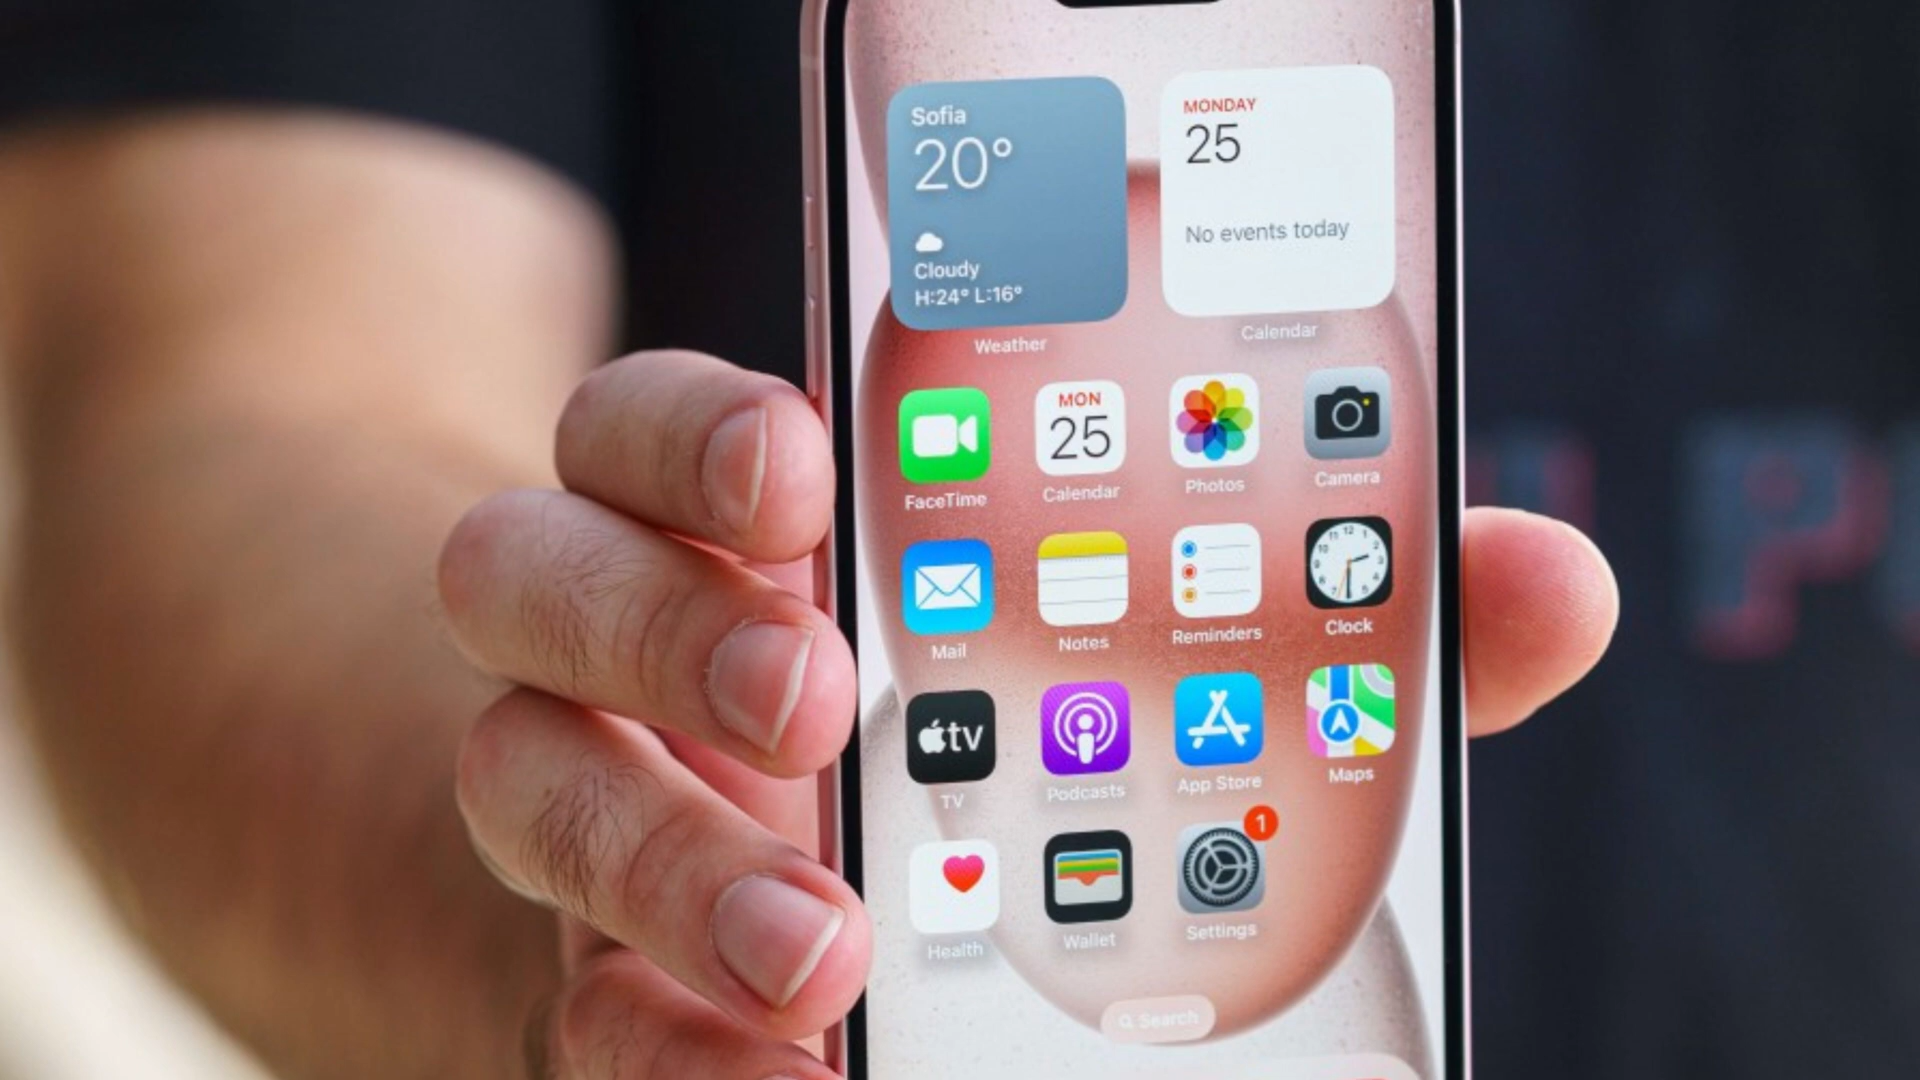 Sofia
20°
Cloudy
H:24° L:16°
Weather
MONDAY
25
No events today
Calendar
FaceTime
MON
25
Calendar
Photos
Camera
Mail
Notes
Reminders
Clock
tv
TV
Podcasts
App Store
Maps
Health
Wallet
1
Settings
Search